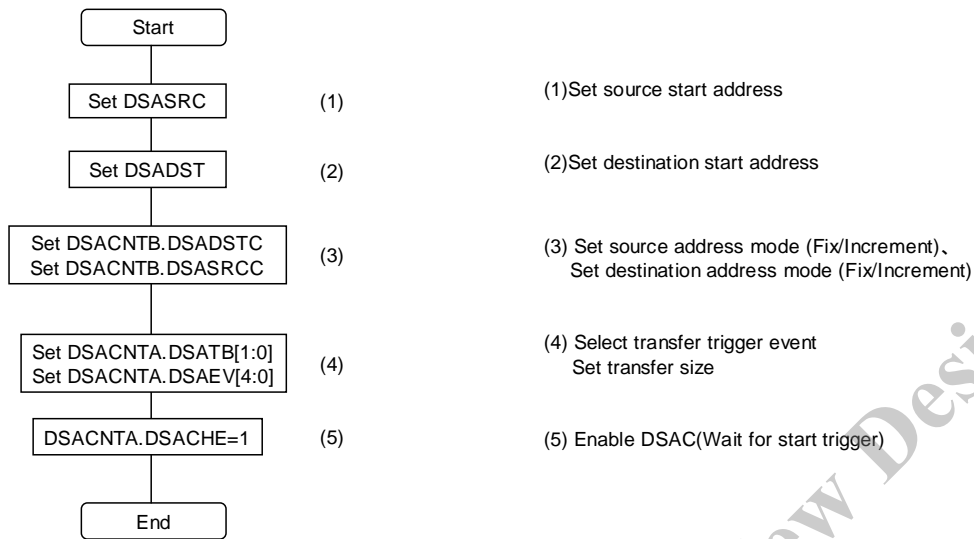 Start
Set DSASRC
(1)
(1)Set source start address
Set DSADST
(2)
(2)Set destination start address
Set DSACNTB.DSADSTC
Set DSACNTB.DSASRCC
(3)
(3) Set source address mode (Fix/Increment)、
Set destination address mode (Fix/Increment)
Set DSACNTA.DSATB[1:0]
Set DSACNTA.DSAEV[4:0]
(4)
(4) Select transfer trigger event
Set transfer size
DSACNTA.DSACHE=1
(5)
(5) Enable DSAC(Wait for start trigger)
End